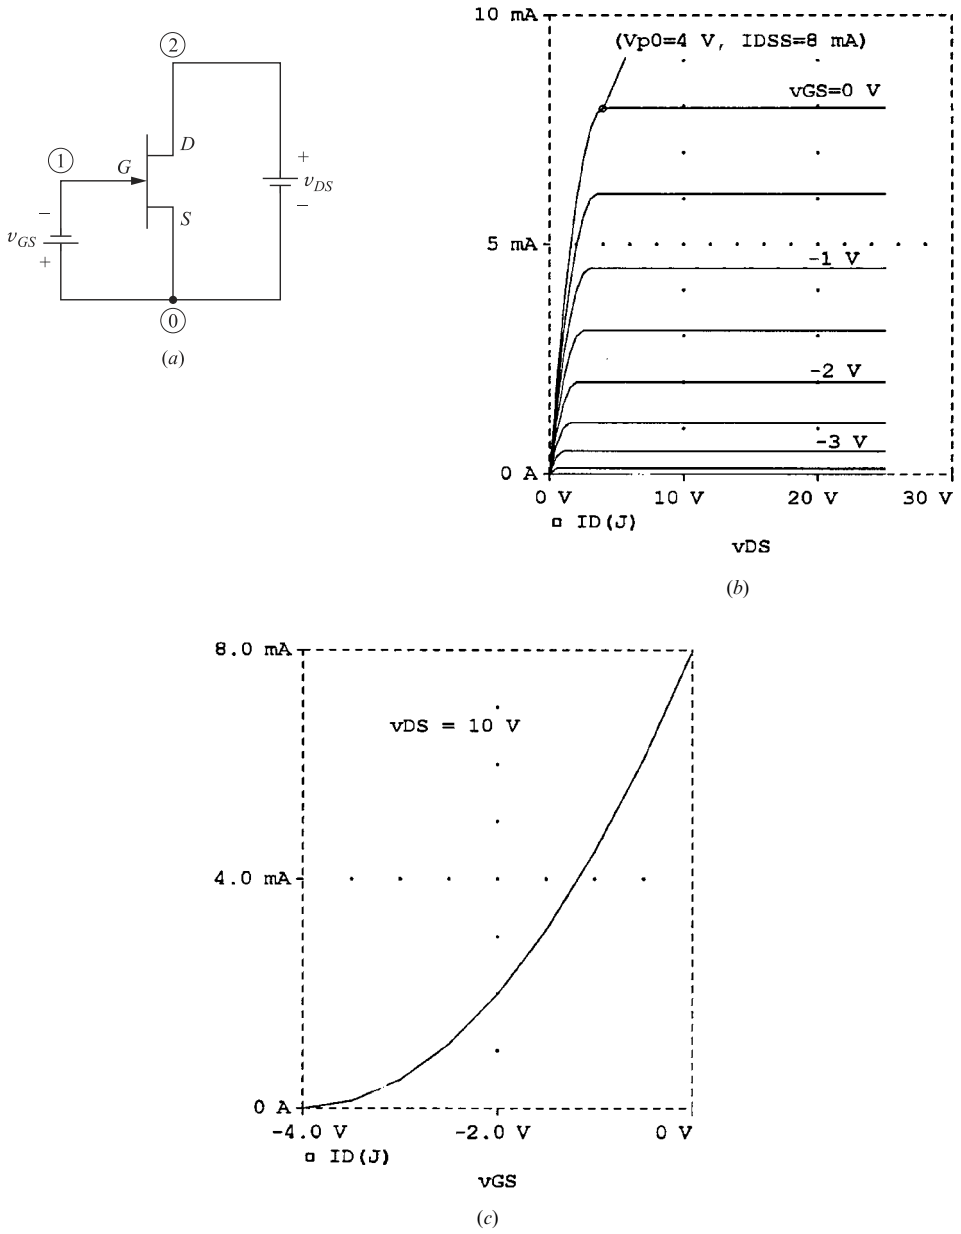 ②
D
①
G
+
v_DS
−
−
v_GS
+
S
⓪
(a)
10 mA
(Vp0=4 V, IDSS=8 mA)
vGS=0 V
5 mA
-1 V
-2 V
-3 V
0 A
0 V 10 V 20 V 30 V
▫ ID(J)
vDS
(b)
8.0 mA
vDS = 10 V
4.0 mA
0 A
-4.0 V -2.0 V 0 V
▫ ID(J)
vGS
(c)